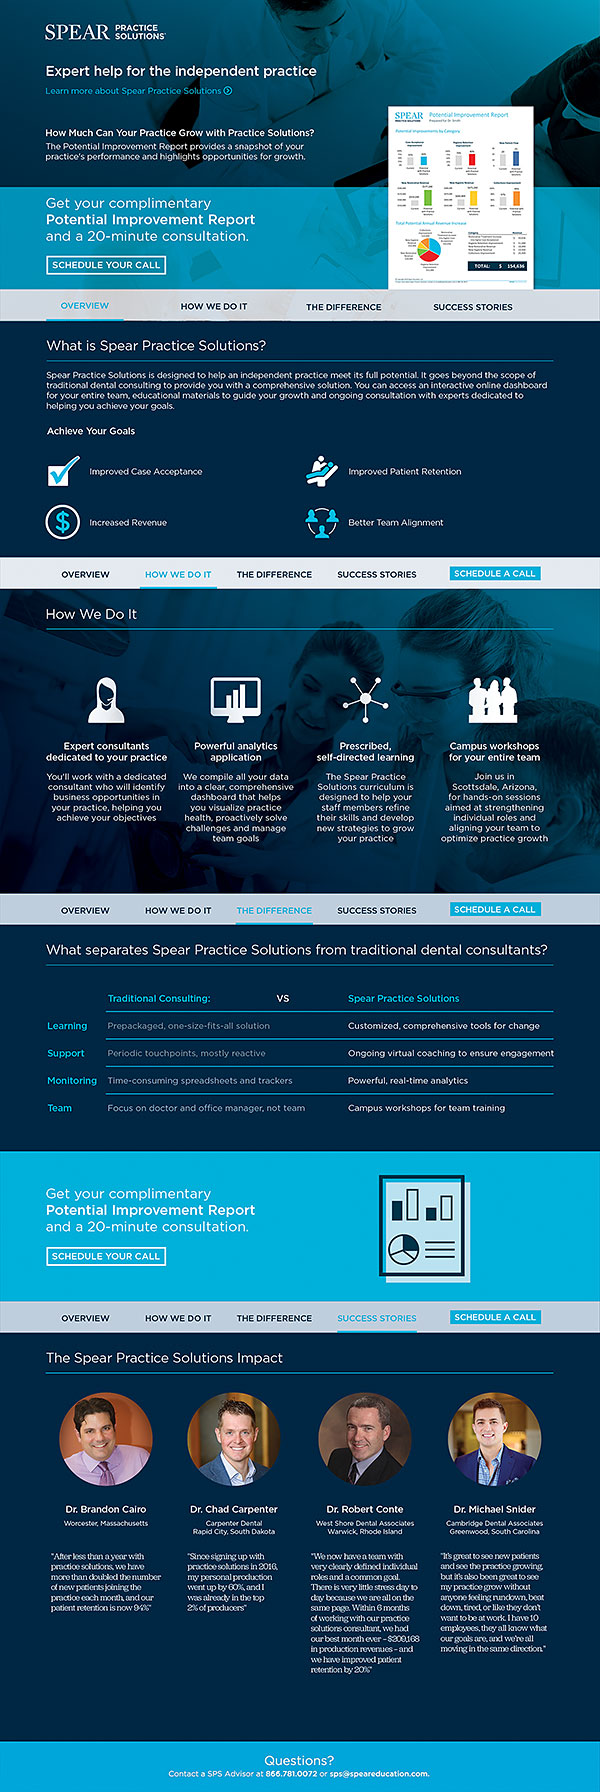 SPEAR PRACTICE SOLUTIONS
Expert help for the independent practice
Learn more about Spear Practice Solutions
How Much Can Your Practice Grow with Practice Solutions?
The Potential Improvement Report provides a snapshot of your
practice's performance and highlights opportunities for growth.
Get your complimentary
Potential Improvement Report
and a 20-minute consultation.
SCHEDULE YOUR CALL
SPEAR Potential Improvement Report
Potential Improvements by Category
Total Potential Annual Revenue Increase
TOTAL: $ 154,636
OVERVIEW HOW WE DO IT THE DIFFERENCE SUCCESS STORIES
What is Spear Practice Solutions?
Spear Practice Solutions is designed to help an independent practice meet its full potential. It goes beyond the scope of
traditional dental consulting to provide you with a comprehensive solution. You can access an interactive online dashboard
for your entire team, educational materials to guide your growth and ongoing consultation with experts dedicated to
helping you achieve your goals.
Achieve Your Goals
Improved Case Acceptance
Improved Patient Retention
$
Increased Revenue
Better Team Alignment
OVERVIEW HOW WE DO IT THE DIFFERENCE SUCCESS STORIES SCHEDULE A CALL
How We Do It
Expert consultants
dedicated to your practice
You'll work with a dedicated
consultant who will identify
business opportunities in
your practice, helping you
achieve your objectives
Powerful analytics
application
We compile all your data
into a clear, comprehensive
dashboard that helps
you visualize practice
health, proactively solve
challenges and manage
team goals
Prescribed,
self-directed learning
The Spear Practice
Solutions curriculum is
designed to help your
staff members refine
their skills and develop
new strategies to grow
your practice
Campus workshops
for your entire team
Join us in
Scottsdale, Arizona,
for hands-on sessions
aimed at strengthening
individual roles and
aligning your team to
optimize practice growth
OVERVIEW HOW WE DO IT THE DIFFERENCE SUCCESS STORIES SCHEDULE A CALL
What separates Spear Practice Solutions from traditional dental consultants?
Traditional Consulting: VS Spear Practice Solutions
Learning Prepackaged, one-size-fits-all solution Customized, comprehensive tools for change
Support Periodic touchpoints, mostly reactive Ongoing virtual coaching to ensure engagement
Monitoring Time-consuming spreadsheets and trackers Powerful, real-time analytics
Team Focus on doctor and office manager, not team Campus workshops for team training
Get your complimentary
Potential Improvement Report
and a 20-minute consultation.
SCHEDULE YOUR CALL
OVERVIEW HOW WE DO IT THE DIFFERENCE SUCCESS STORIES SCHEDULE A CALL
The Spear Practice Solutions Impact
Dr. Brandon Cairo
Worcester, Massachusetts
"After less than a year with
practice solutions, we have
more than doubled the number
of new patients joining the
practice each month, and our
patient retention is now 94%"
Dr. Chad Carpenter
Carpenter Dental
Rapid City, South Dakota
"Since signing up with
practice solutions in 2016,
my personal production
went up by 60%, and I
was already in the top
2% of producers"
Dr. Robert Conte
West Shore Dental Associates
Warwick, Rhode Island
"We now have a team with
very clearly defined individual
roles and a common goal.
There is very little stress day to
day because we are all on the
same page. Within 6 months
of working with our practice
solutions consultant, we had
our best month ever – $209,168
in production revenues – and
we have improved patient
retention by 20%"
Dr. Michael Snider
Cambridge Dental Associates
Greenwood, South Carolina
"It's great to see new patients
and see the practice growing,
but it's also been great to see
my practice grow without
anyone feeling rundown, beat
down, tired, or like they don't
want to be at work. I have 10
employees, they all know what
our goals are, and we're all
moving in the same direction."
Questions?
Contact a SPS Advisor at 866.781.0072 or sps@speareducation.com.